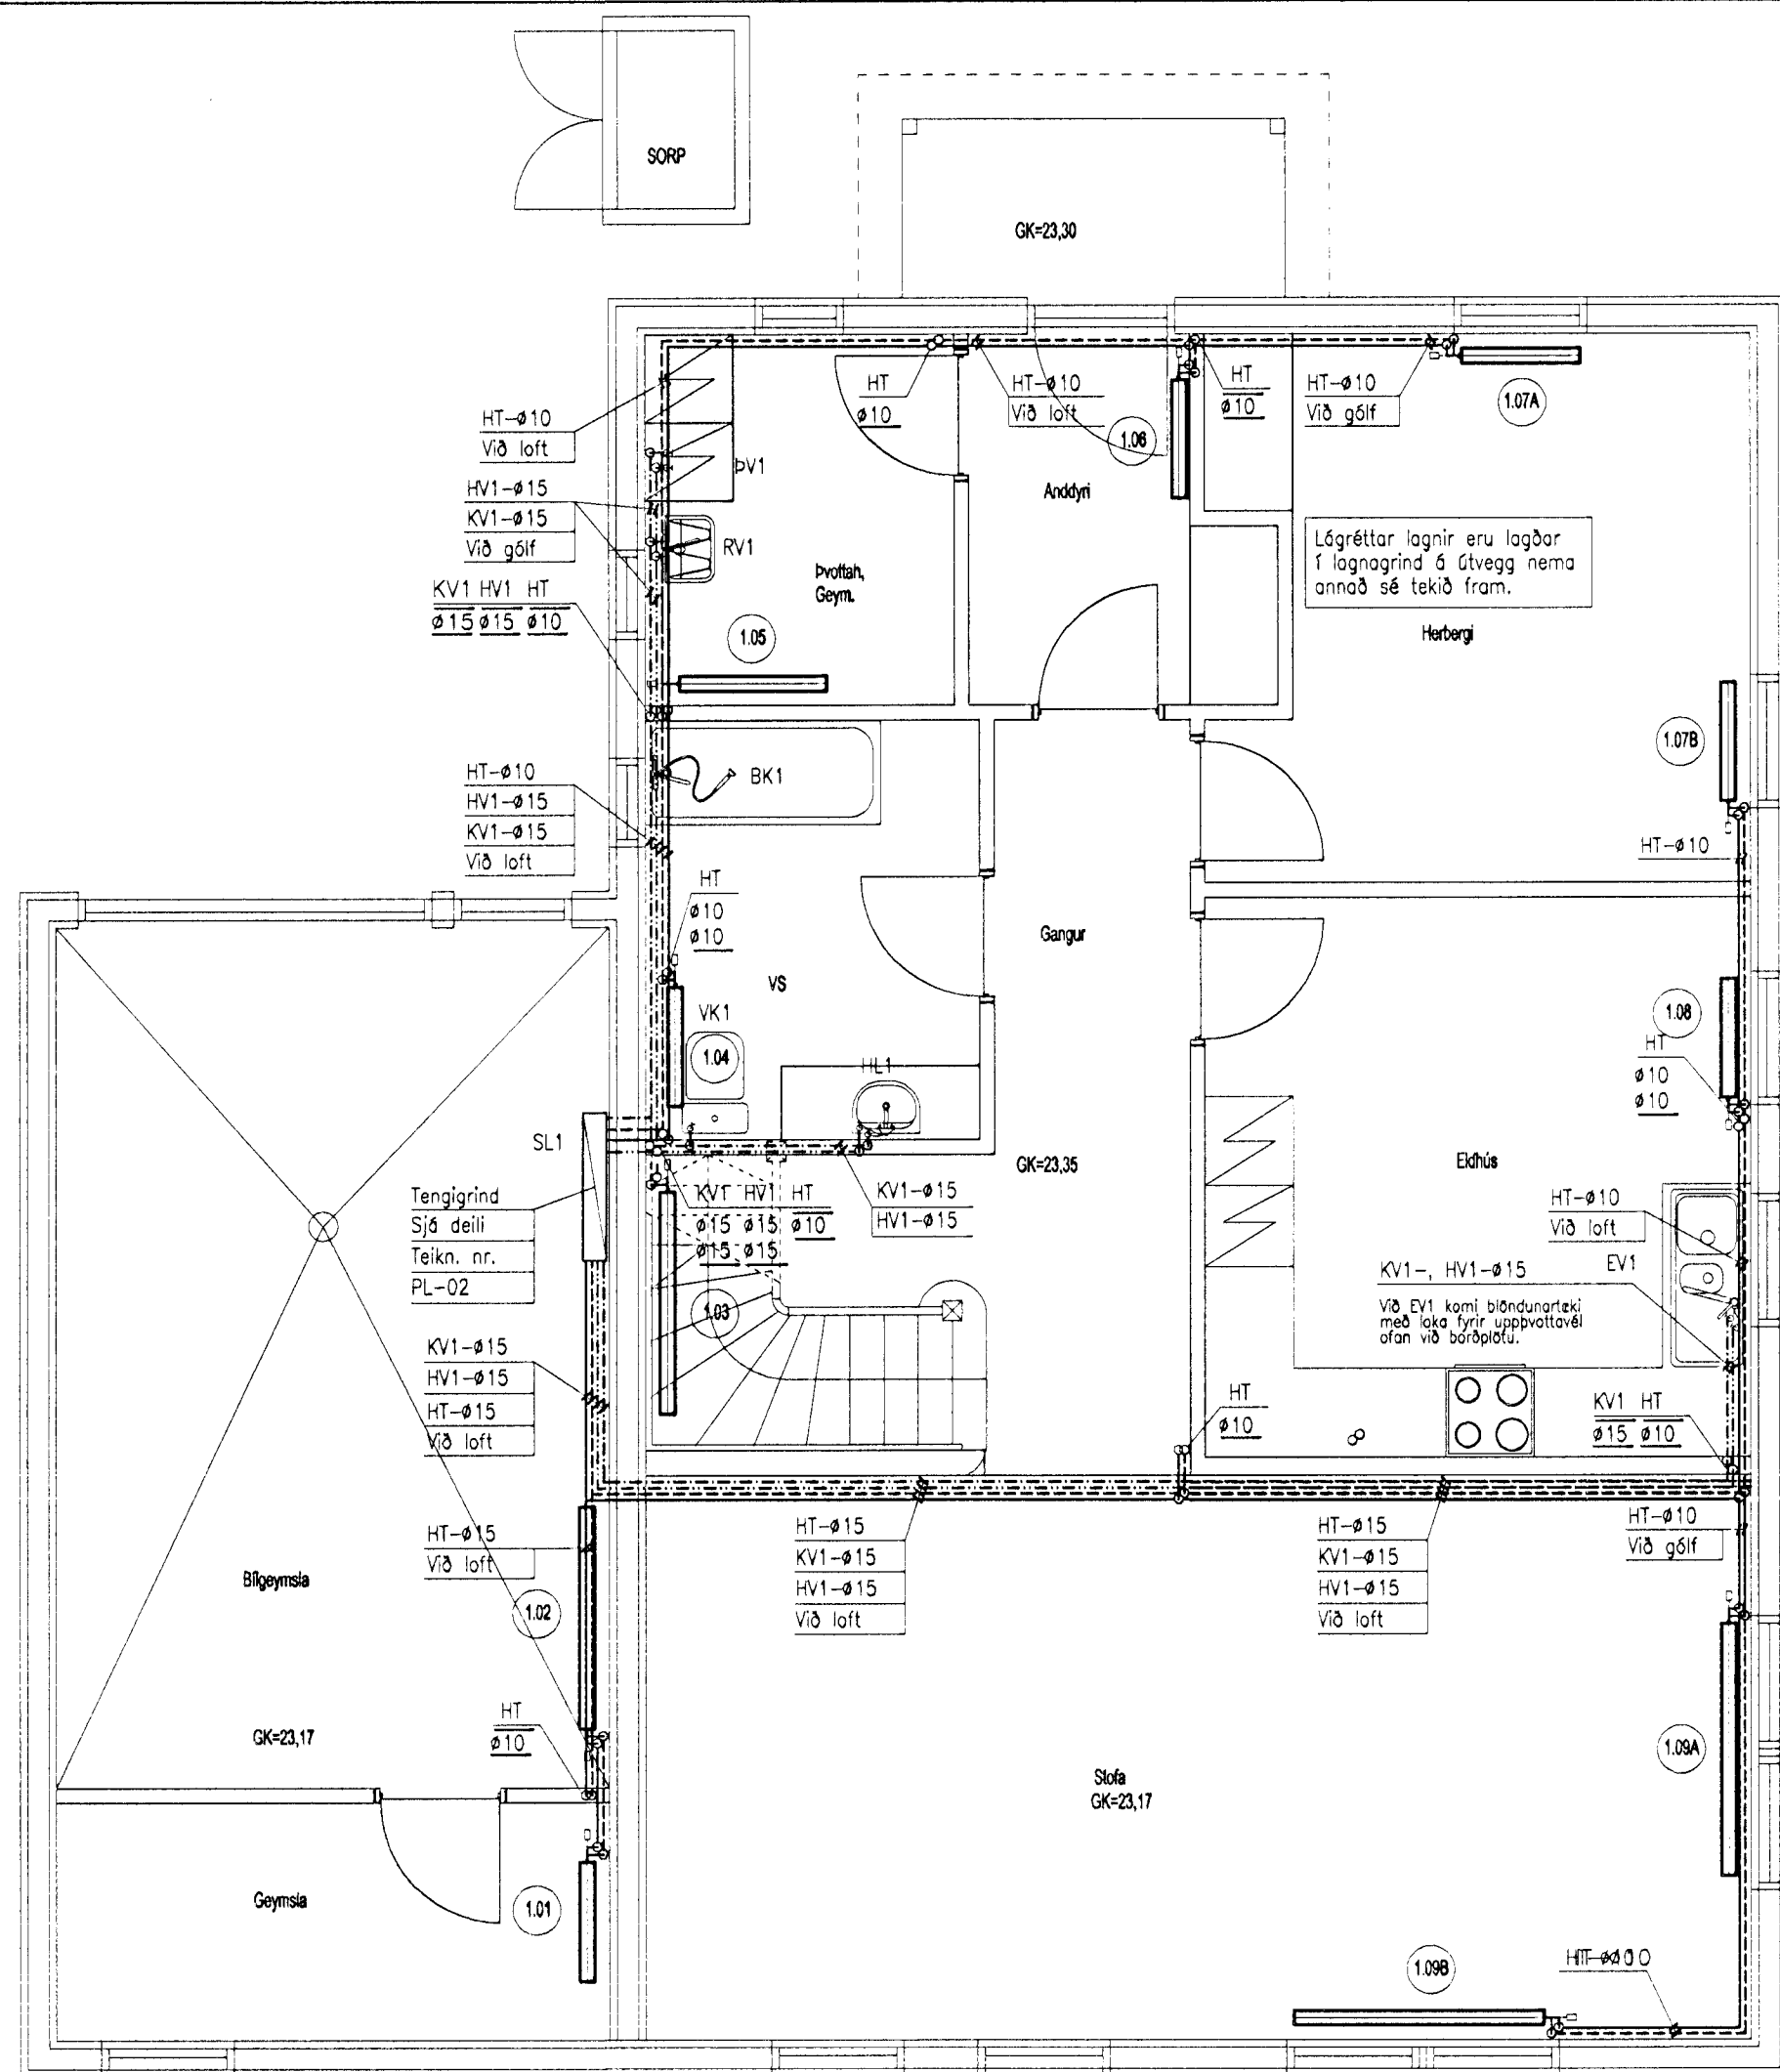 SORP
GK=23,30
HT
ø10
HT-ø10
Við loft
HT
ø10
HT-ø10
Við gólf
1.07A
1.06
HT-ø10
Við loft
ÞV1
HV1-ø15
KV1-ø15
Við gólf
RV1
Anddyri
Þvottah,
Geym.
Lágréttar lagnir eru lagðar
í lagnagrind á útvegg nema
annað sé tekið fram.
Herbergi
KV1 HV1 HT
ø15 ø15 ø10
1.05
1.07B
HT-ø10
HV1-ø15
KV1-ø15
Við loft
BK1
HT-ø10
HT
ø10
ø10
Gangur
VS
VK1
1.04
HL1
1.08
HT
ø10
ø10
SL1
GK=23,35
Eldhús
Tengigrind
Sjá deili
Teikn. nr.
PL-02
KV1 HV1 HT
ø15 ø15 ø10
ø15 ø15
KV1-ø15
HV1-ø15
HT-ø10
Við loft
EV1
KV1-, HV1-ø15
Við EV1 komi blöndunartæki
með loka fyrir uppþvottavél
ofan við borðplötu.
1.03
KV1-ø15
HV1-ø15
HT-ø15
Við loft
HT
ø10
KV1 HT
ø15 ø10
HT-ø15
Við loft
HT-ø15
KV1-ø15
HV1-ø15
Við loft
HT-ø15
KV1-ø15
HV1-ø15
Við loft
HT-ø10
Við gólf
Bílgeymsla
1.02
HT
ø10
GK=23,17
1.09A
Stofa
GK=23,17
Geymsla
1.01
1.09B